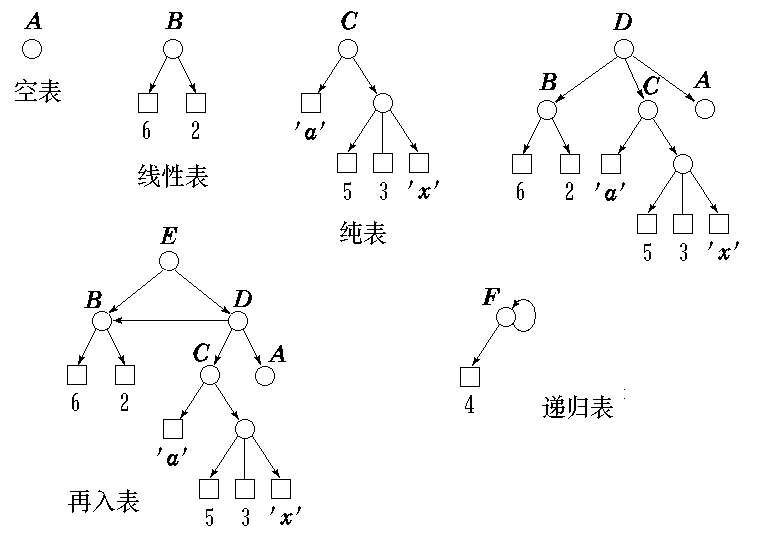 A
空表
B
6 2
线性表
C
'a'
5 3 'x'
纯表
D
B C A
6 2 'a'
5 3 'x'
E
B D
C A
6 2
'a'
5 3 'x'
再入表
F
4
递归表